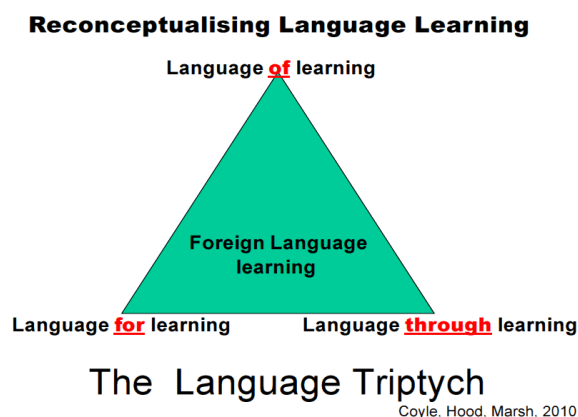 Reconceptualising Language Learning
Language of learning
Foreign Language
learning
Language for learning
Language through learning
The Language Triptych
Coyle. Hood. Marsh. 2010